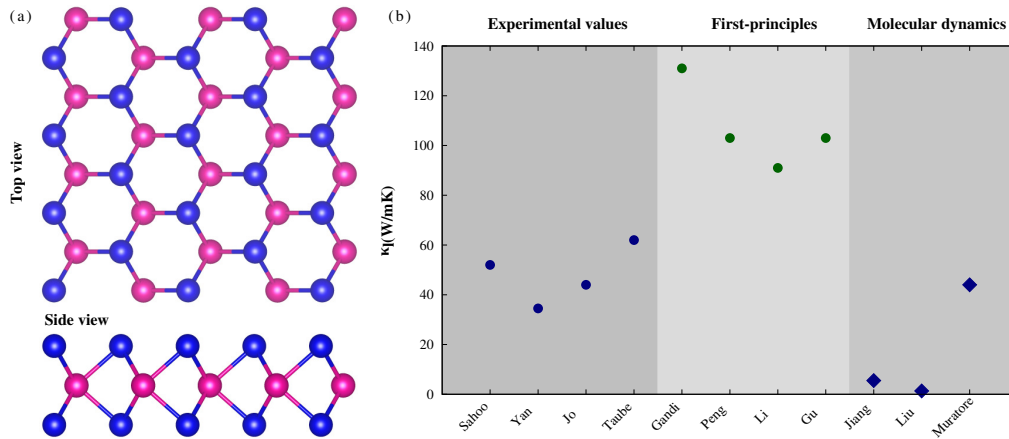 (a)
Top view
Side view
(b)
Experimental values
First-principles
Molecular dynamics
κl(W/mK)
140
120
100
80
60
40
20
0
Sahoo
Yan
Jo
Taube
Gandi
Peng
Li
Gu
Jiang
Liu
Muratore